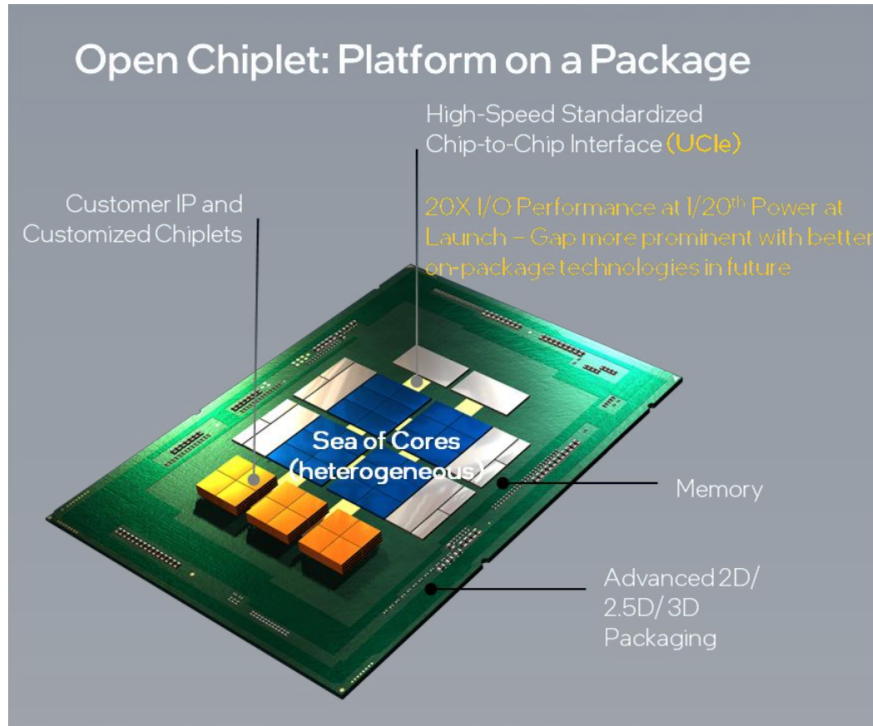 Open Chiplet: Platform on a Package
High-Speed Standardized
Chip-to-Chip Interface (UCIe)
Customer IP and
Customized Chiplets
20X I/O Performance at 1/20th Power at
Launch – Gap more prominent with better
on-package technologies in future
Sea of Cores
(heterogeneous)
Memory
Advanced 2D/
2.5D/3D
Packaging